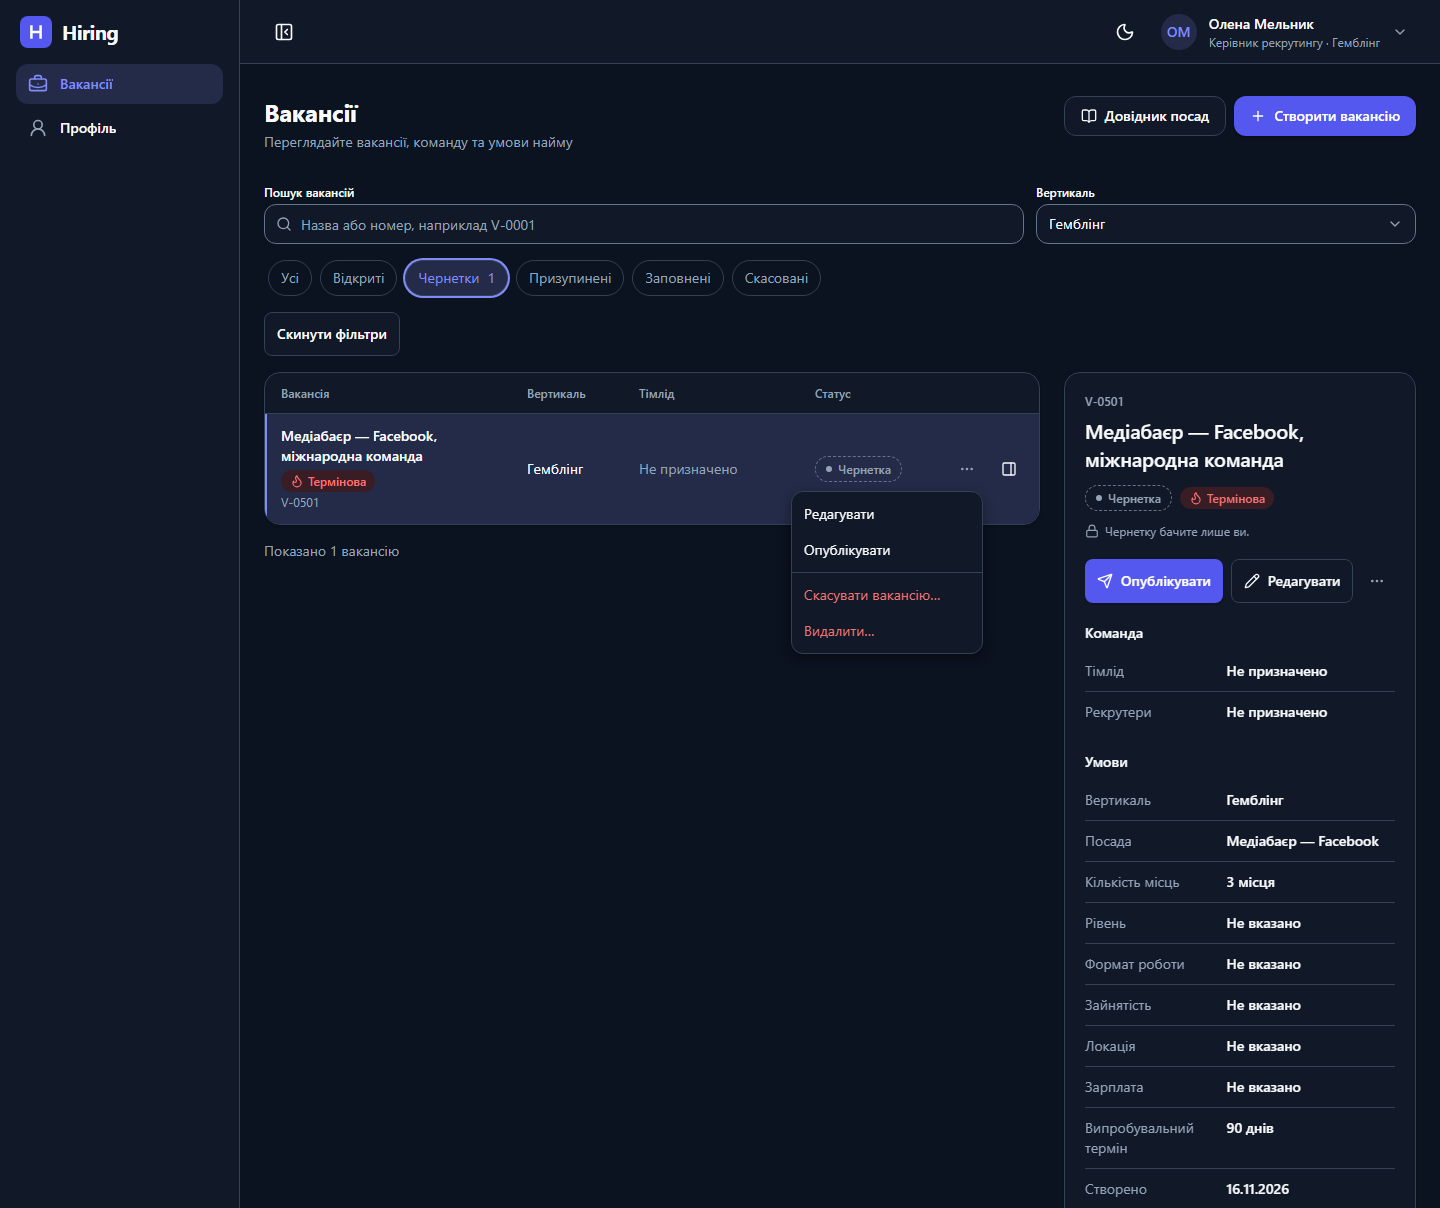 H Hiring
Вакансії
Профіль
ОМ
Олена Мельник
Керівник рекрутингу · Гемблінг
Вакансії
Переглядайте вакансії, команду та умови найму
Довідник посад
Створити вакансію
Пошук вакансій
Назва або номер, наприклад V-0001
Вертикаль
Гемблінг
Усі
Відкриті
Чернетки 1
Призупинені
Заповнені
Скасовані
Скинути фільтри
Вакансія Вертикаль Тімлід Статус
Медіабаєр — Facebook,
міжнародна команда
Термінова
V-0501
Гемблінг
Не призначено
Чернетка
Редагувати
Опублікувати
Скасувати вакансію…
Видалити…
Показано 1 вакансію
V-0501
Медіабаєр — Facebook,
міжнародна команда
Чернетка
Термінова
Чернетку бачите лише ви.
Опублікувати
Редагувати
Команда
Тімлід Не призначено
Рекрутери Не призначено
Умови
Вертикаль Гемблінг
Посада Медіабаєр — Facebook
Кількість місць 3 місця
Рівень Не вказано
Формат роботи Не вказано
Зайнятість Не вказано
Локація Не вказано
Зарплата Не вказано
Випробувальний
термін
90 днів
Створено 16.11.2026